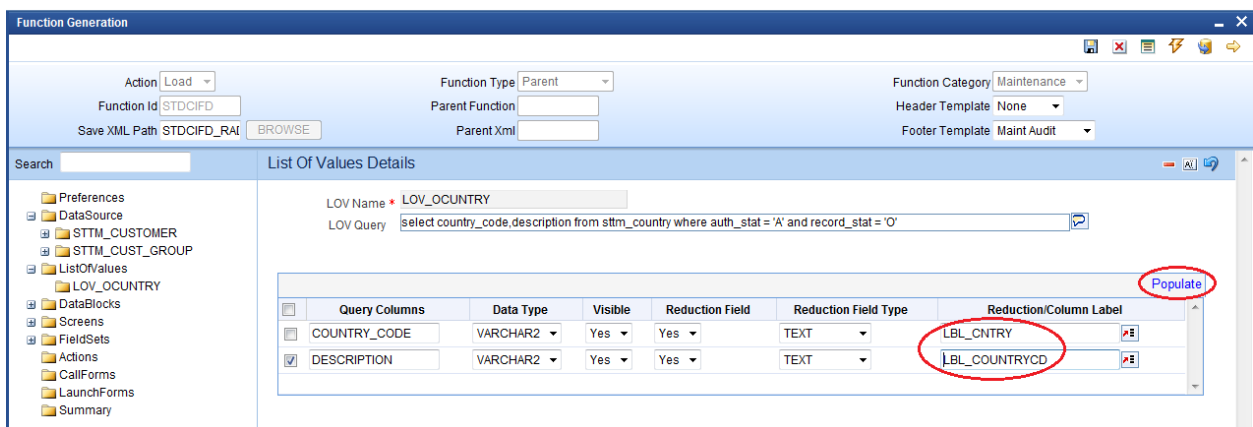 Function Generation
Action Load Function Type Parent Function Category Maintenance
Function Id STDCIFD Parent Function Header Template None
Save XML Path STDCIFD_RAI BROWSE Parent Xml Footer Template Maint Audit
Search List Of Values Details
Preferences
DataSource
STTM_CUSTOMER
STTM_CUST_GROUP
ListOfValues
LOV_OCUNTRY
DataBlocks
Screens
FieldSets
Actions
CallForms
LaunchForms
Summary
LOV Name * LOV_OCUNTRY
LOV Query select country_code,description from sttm_country where auth_stat = 'A' and record_stat = 'O'
Populate
Query Columns Data Type Visible Reduction Field Reduction Field Type Reduction/Column Label
COUNTRY_CODE VARCHAR2 Yes Yes TEXT LBL_CNTRY
DESCRIPTION VARCHAR2 Yes Yes TEXT LBL_COUNTRYCD